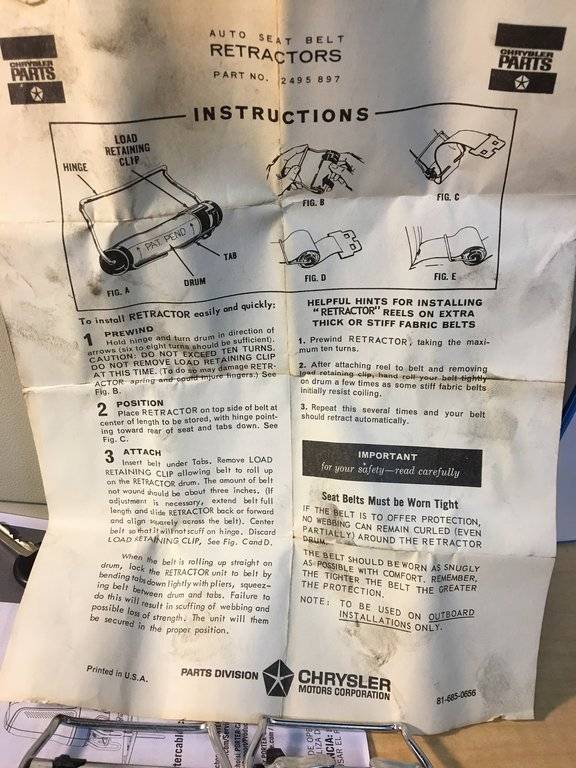 AUTO SEAT BELT
RETRACTORS
PART NO. 2495 897
CHRYSLER
PARTS
CHRYSLER
PARTS
INSTRUCTIONS
LOAD
RETAINING
CLIP
HINGE
PAT. PEND
TAB
DRUM
FIG. A
FIG. B
FIG. C
FIG. D
FIG. E
To install RETRACTOR easily and quickly:
1 PREWIND
Hold hinge and turn drum in direction of
arrows (six to eight turns should be sufficient).
CAUTION: DO NOT EXCEED TEN TURNS.
DO NOT REMOVE LOAD RETAINING CLIP
AT THIS TIME. (To do so may damage RETR-
ACTOR spring and could injure fingers.) See
Fig. B.
2 POSITION
Place RETRACTOR on top side of belt at
center of length to be stored, with hinge point-
ing toward rear of seat and tabs down. See
Fig. C.
3 ATTACH
Insert belt under Tabs. Remove LOAD
RETAINING CLIP allowing belt to roll up
on the RETRACTOR drum. The amount of belt
not wound should be about three inches. (If
adjustment is necessary, extend belt full
length and slide RETRACTOR back or forward
and align squarely across the belt). Center
belt so that it will not scuff on hinge. Discard
LOAD RETAINING CLIP, See Fig. C and D.
When the belt is rolling up straight on
drum, lock the RETRACTOR unit to belt by
bending tabs down lightly with pliers, squeez-
ing belt between drum and tabs. Failure to
do this will result in scuffing of webbing and
possible loss of strength. The unit will them
be secured in the proper position.
HELPFUL HINTS FOR INSTALLING
"RETRACTOR" REELS ON EXTRA
THICK OR STIFF FABRIC BELTS
1. Prewind RETRACTOR, taking the maxi-
mum ten turns.
2. After attaching reel to belt and removing
load retaining clip, hand roll your belt tightly
on drum a few times as some stiff fabric belts
initially resist coiling.
3. Repeat this several times and your belt
should retract automatically.
IMPORTANT
for your safety—read carefully
Seat Belts Must be Worn Tight
IF THE BELT IS TO OFFER PROTECTION,
NO WEBBING CAN REMAIN CURLED (EVEN
PARTIALLY) AROUND THE RETRACTOR
DRUM.
THE BELT SHOULD BE WORN AS SNUGLY
AS POSSIBLE WITH COMFORT. REMEMBER,
THE TIGHTER THE BELT THE GREATER
THE PROTECTION.
NOTE: TO BE USED ON OUTBOARD
INSTALLATIONS ONLY.
Printed in U.S.A.
PARTS DIVISION
CHRYSLER
MOTORS CORPORATION
81-685-0656